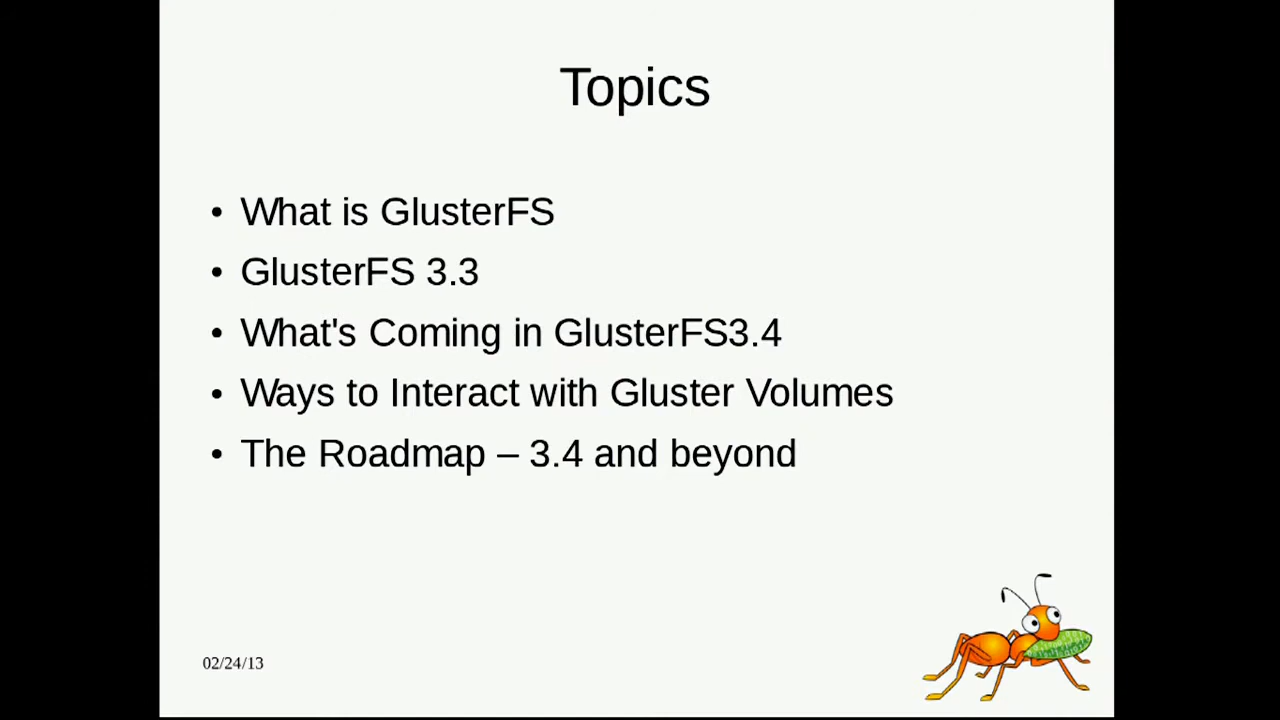 Topics
• What is GlusterFS
• GlusterFS 3.3
• What's Coming in GlusterFS3.4
• Ways to Interact with Gluster Volumes
• The Roadmap – 3.4 and beyond
02/24/13